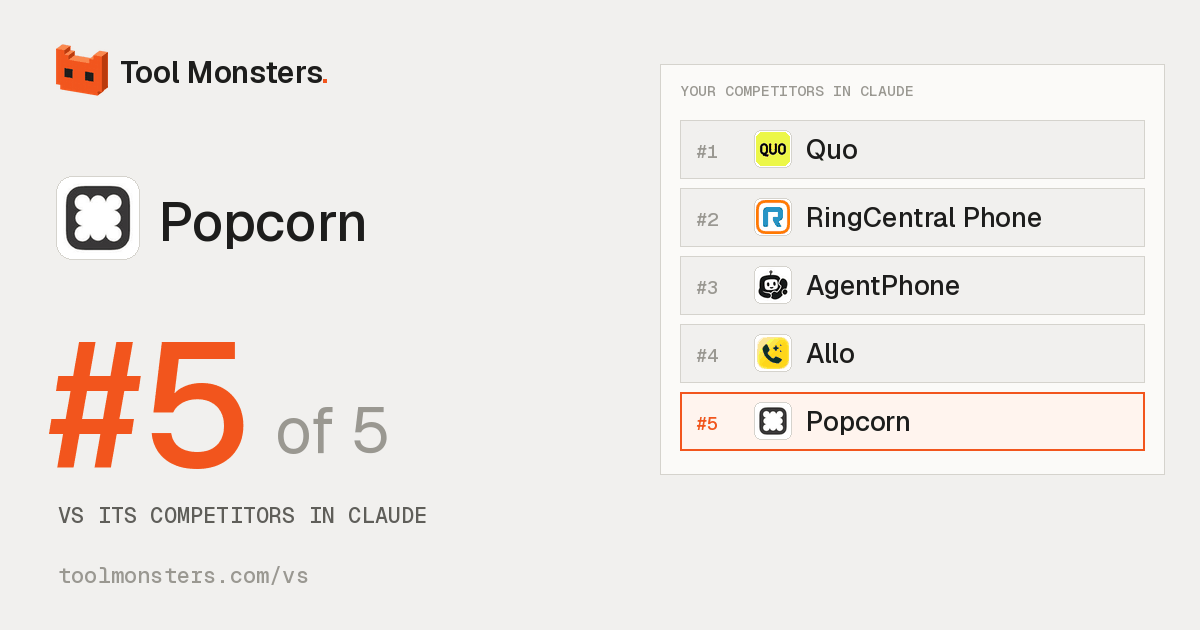 Tool Monsters.
Popcorn
#5 of 5
VS ITS COMPETITORS IN CLAUDE
toolmonsters.com/vs
YOUR COMPETITORS IN CLAUDE
#1 QUO Quo
#2 RingCentral Phone
#3 AgentPhone
#4 Allo
#5 Popcorn